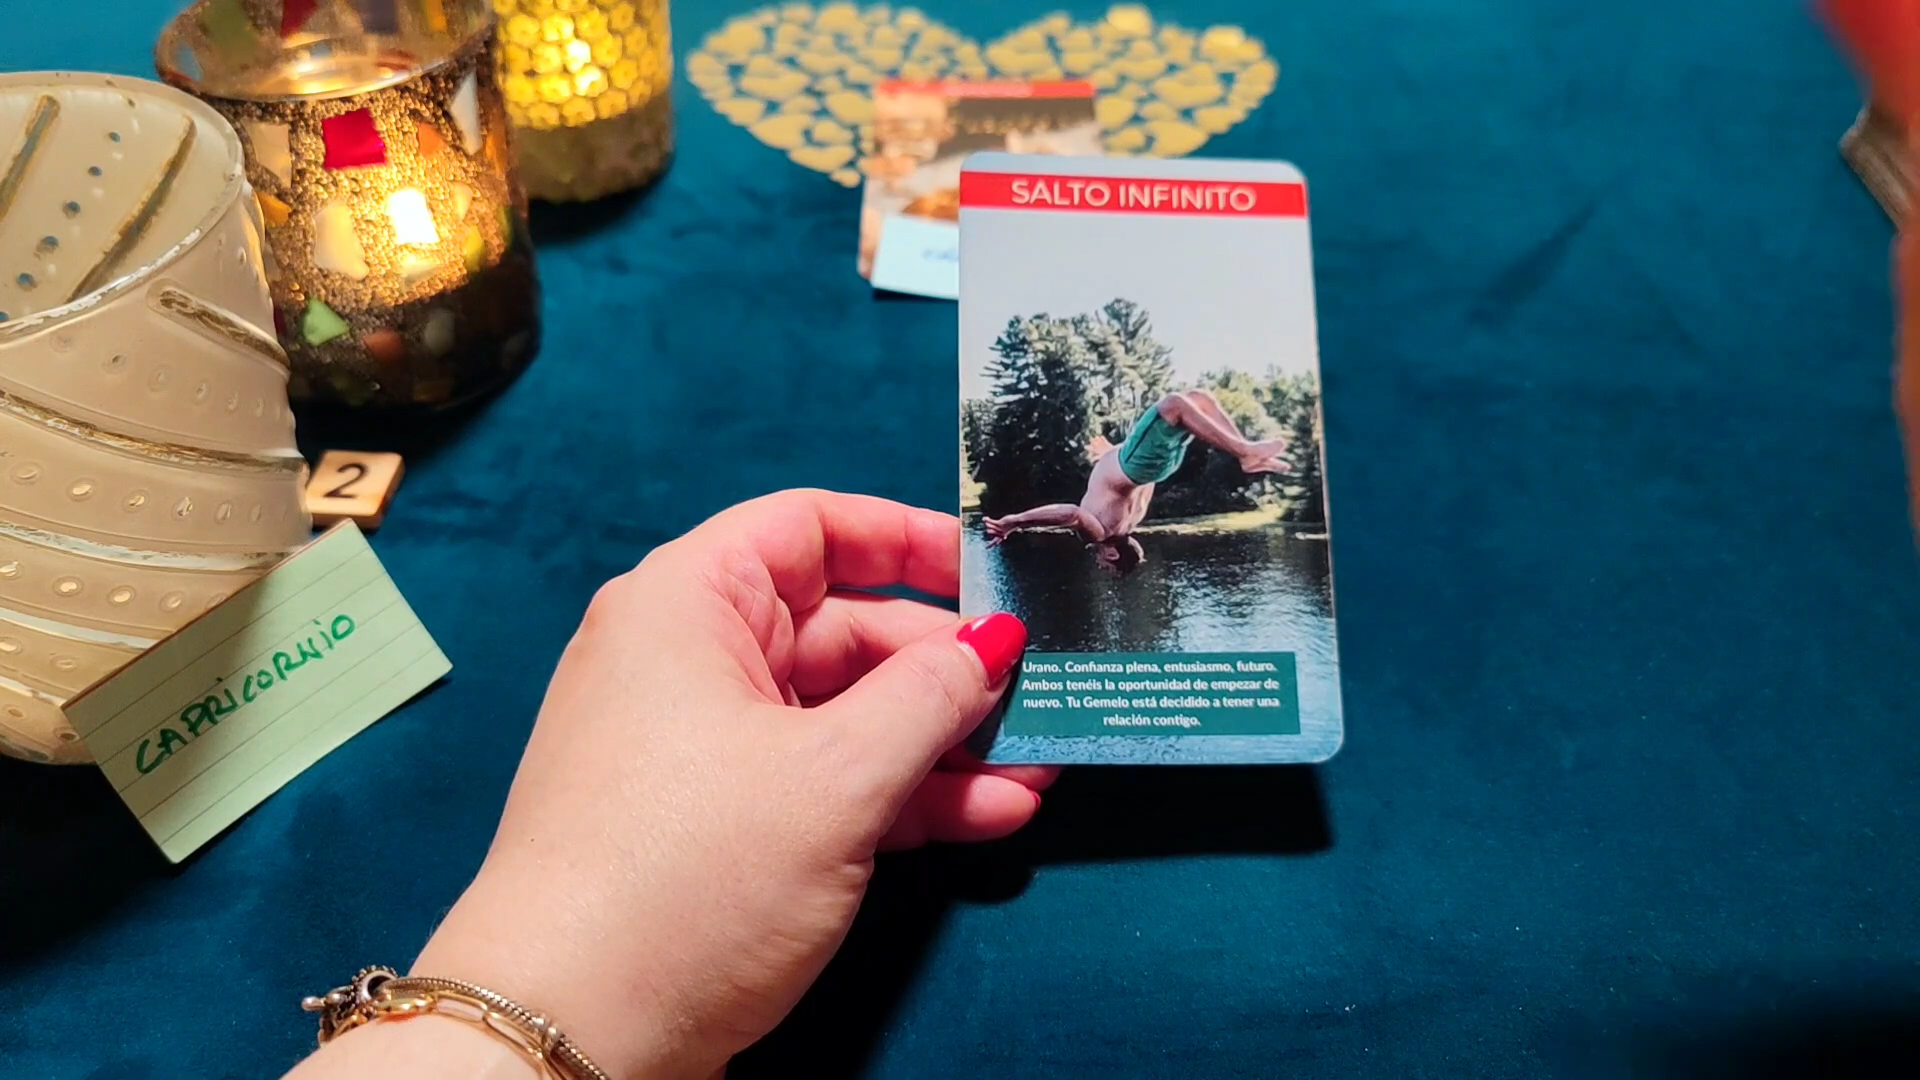 SALTO INFINITO
2
CAPRICORNIO
Urano. Confianza plena, entusiasmo, futuro.
Ambos tenéis la oportunidad de empezar de
nuevo. Tu Gemelo está decidido a tener una
relación contigo.